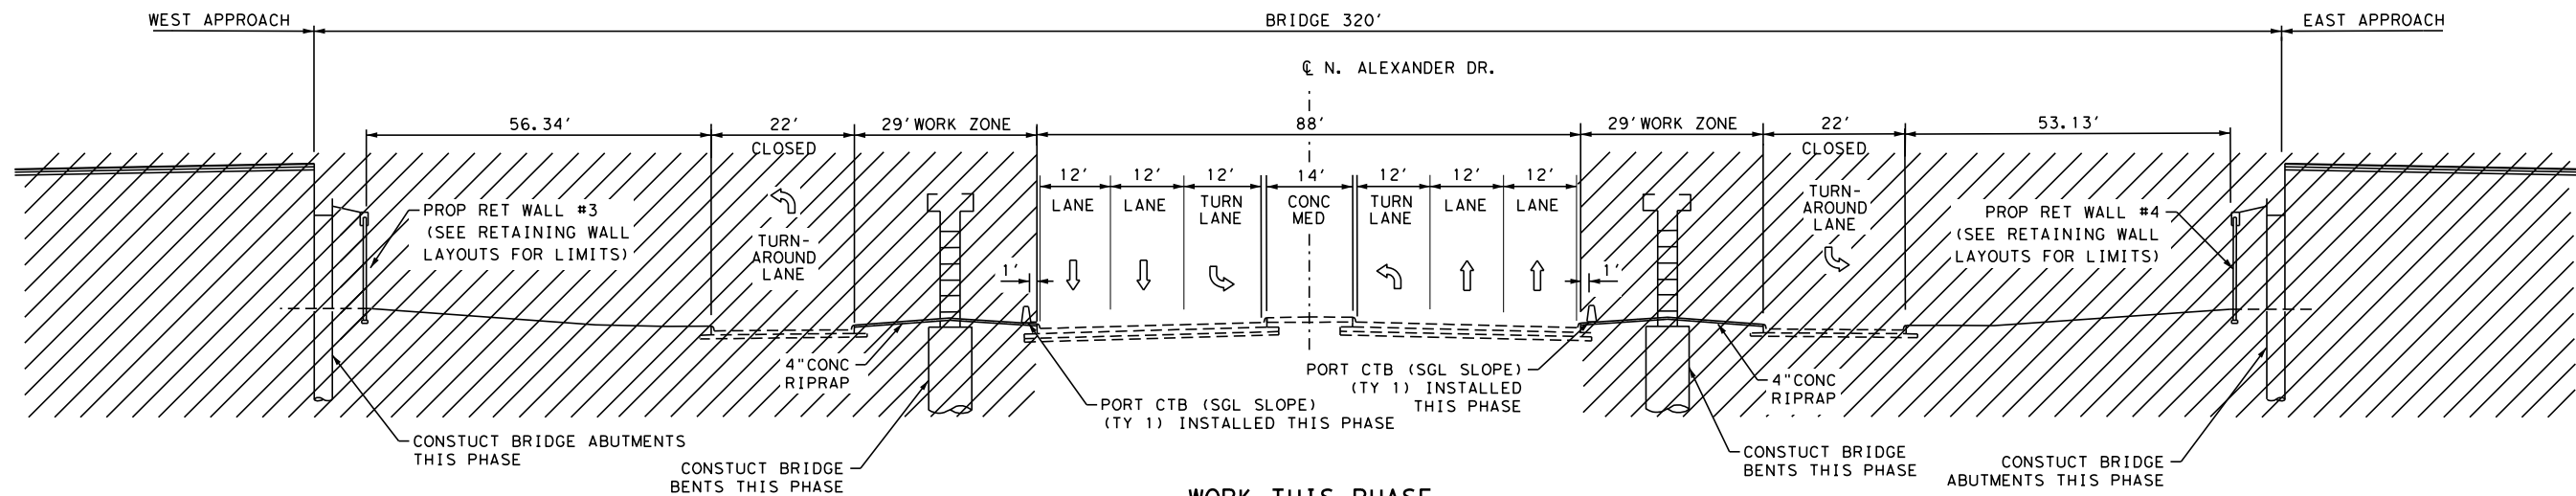 WEST APPROACH
BRIDGE 320'
EAST APPROACH
℄ N. ALEXANDER DR.
56.34'
22'
29' WORK ZONE
88'
29' WORK ZONE
22'
53.13'
CLOSED
CLOSED
12'
12'
12'
14'
12'
12'
12'
LANE
LANE
TURN
LANE
CONC
MED
TURN
LANE
LANE
LANE
TURN-
AROUND
LANE
TURN-
AROUND
LANE
PROP RET WALL #3
(SEE RETAINING WALL
LAYOUTS FOR LIMITS)
PROP RET WALL #4
(SEE RETAINING WALL
LAYOUTS FOR LIMITS)
1'
1'
4"CONC
RIPRAP
PORT CTB (SGL SLOPE)
(TY 1) INSTALLED THIS PHASE
PORT CTB (SGL SLOPE)
(TY 1) INSTALLED
THIS PHASE
4"CONC
RIPRAP
CONSTUCT BRIDGE ABUTMENTS
THIS PHASE
CONSTUCT BRIDGE
BENTS THIS PHASE
CONSTUCT BRIDGE
BENTS THIS PHASE
CONSTUCT BRIDGE
ABUTMENTS THIS PHASE
WORK THIS PHASE